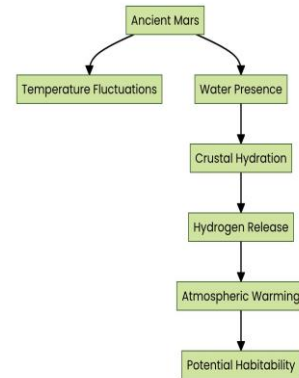 Ancient Mars
Temperature Fluctuations
Water Presence
Crustal Hydration
Hydrogen Release
Atmospheric Warming
Potential Habitability